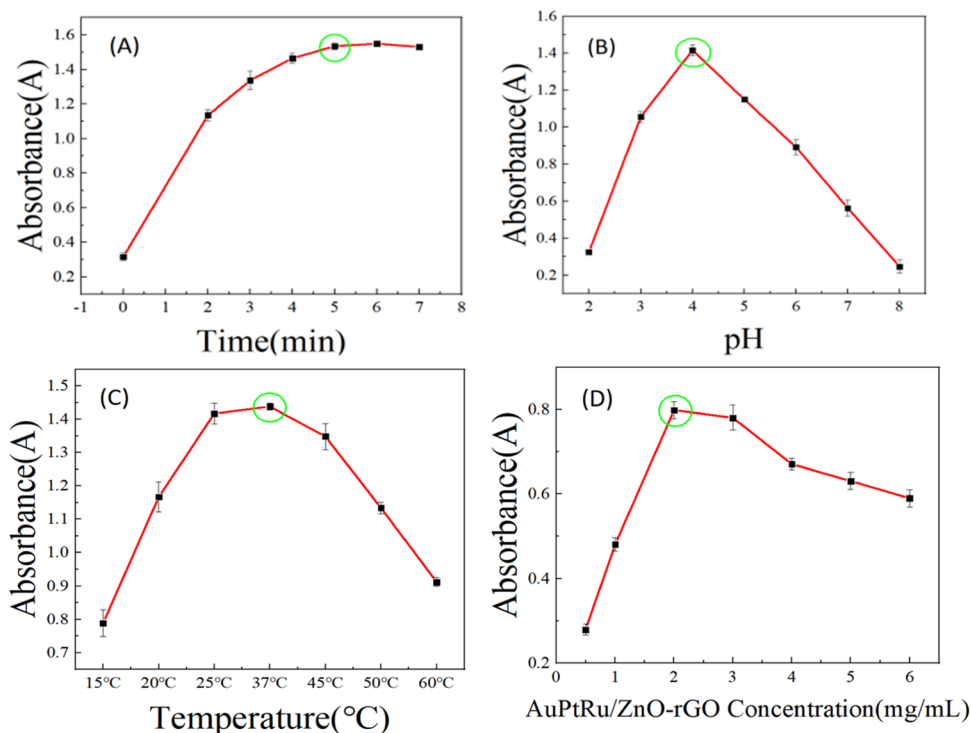 (A)
Absorbance(A)
1.6
1.4
1.2
1.0
0.8
0.6
0.4
0.2
-1 0 1 2 3 4 5 6 7 8
Time(min)
(B)
Absorbance(A)
1.6
1.4
1.2
1.0
0.8
0.6
0.4
0.2
2 3 4 5 6 7 8
pH
(C)
Absorbance(A)
1.5
1.4
1.3
1.2
1.1
1.0
0.9
0.8
0.7
15°C 20°C 25°C 37°C 45°C 50°C 60°C
Temperature(°C)
(D)
Absorbance(A)
0.8
0.6
0.4
0.2
0 1 2 3 4 5 6
AuPtRu/ZnO-rGO Concentration(mg/mL)